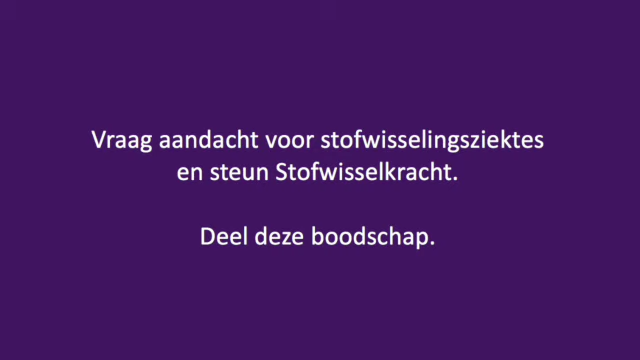 Vraag aandacht voor stofwisselingsziektes
en steun Stofwisselkracht.
Deel deze boodschap.